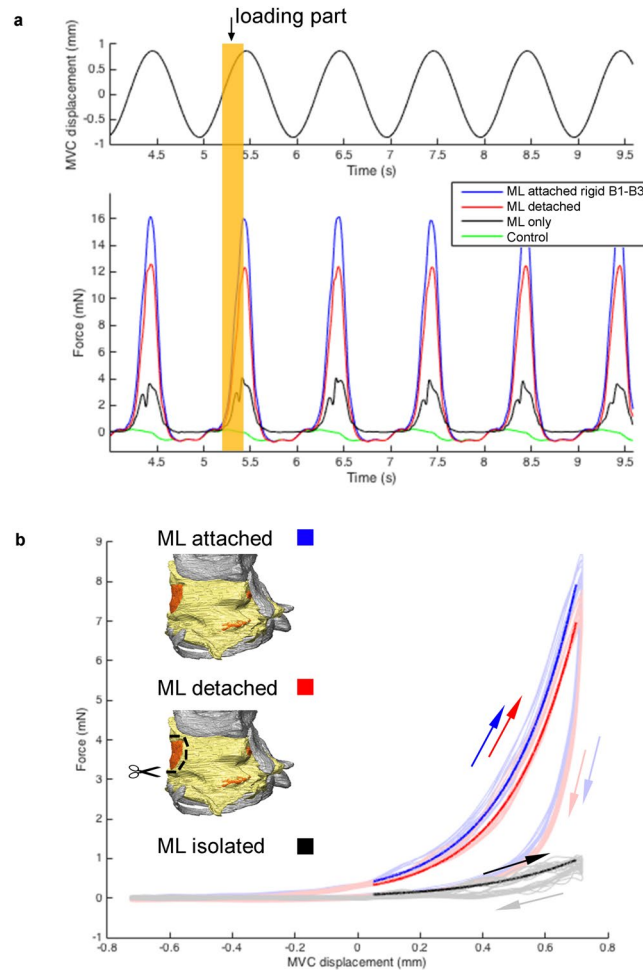 a
loading part
MVC displacement (mm)
1
0.5
0
-0.5
-1
4.5 5 5.5 6 6.5 7 7.5 8 8.5 9 9.5
Time (s)
ML attached rigid B1-B3
ML detached
ML only
Control
Force (mN)
16
14
12
10
8
6
4
2
0
4.5 5 5.5 6 6.5 7 7.5 8 8.5 9 9.5
Time (s)
b
ML attached
ML detached
ML isolated
Force (mN)
9
8
7
6
5
4
3
2
1
0
-1
-0.8 -0.6 -0.4 -0.2 0 0.2 0.4 0.6 0.8
MVC displacement (mm)